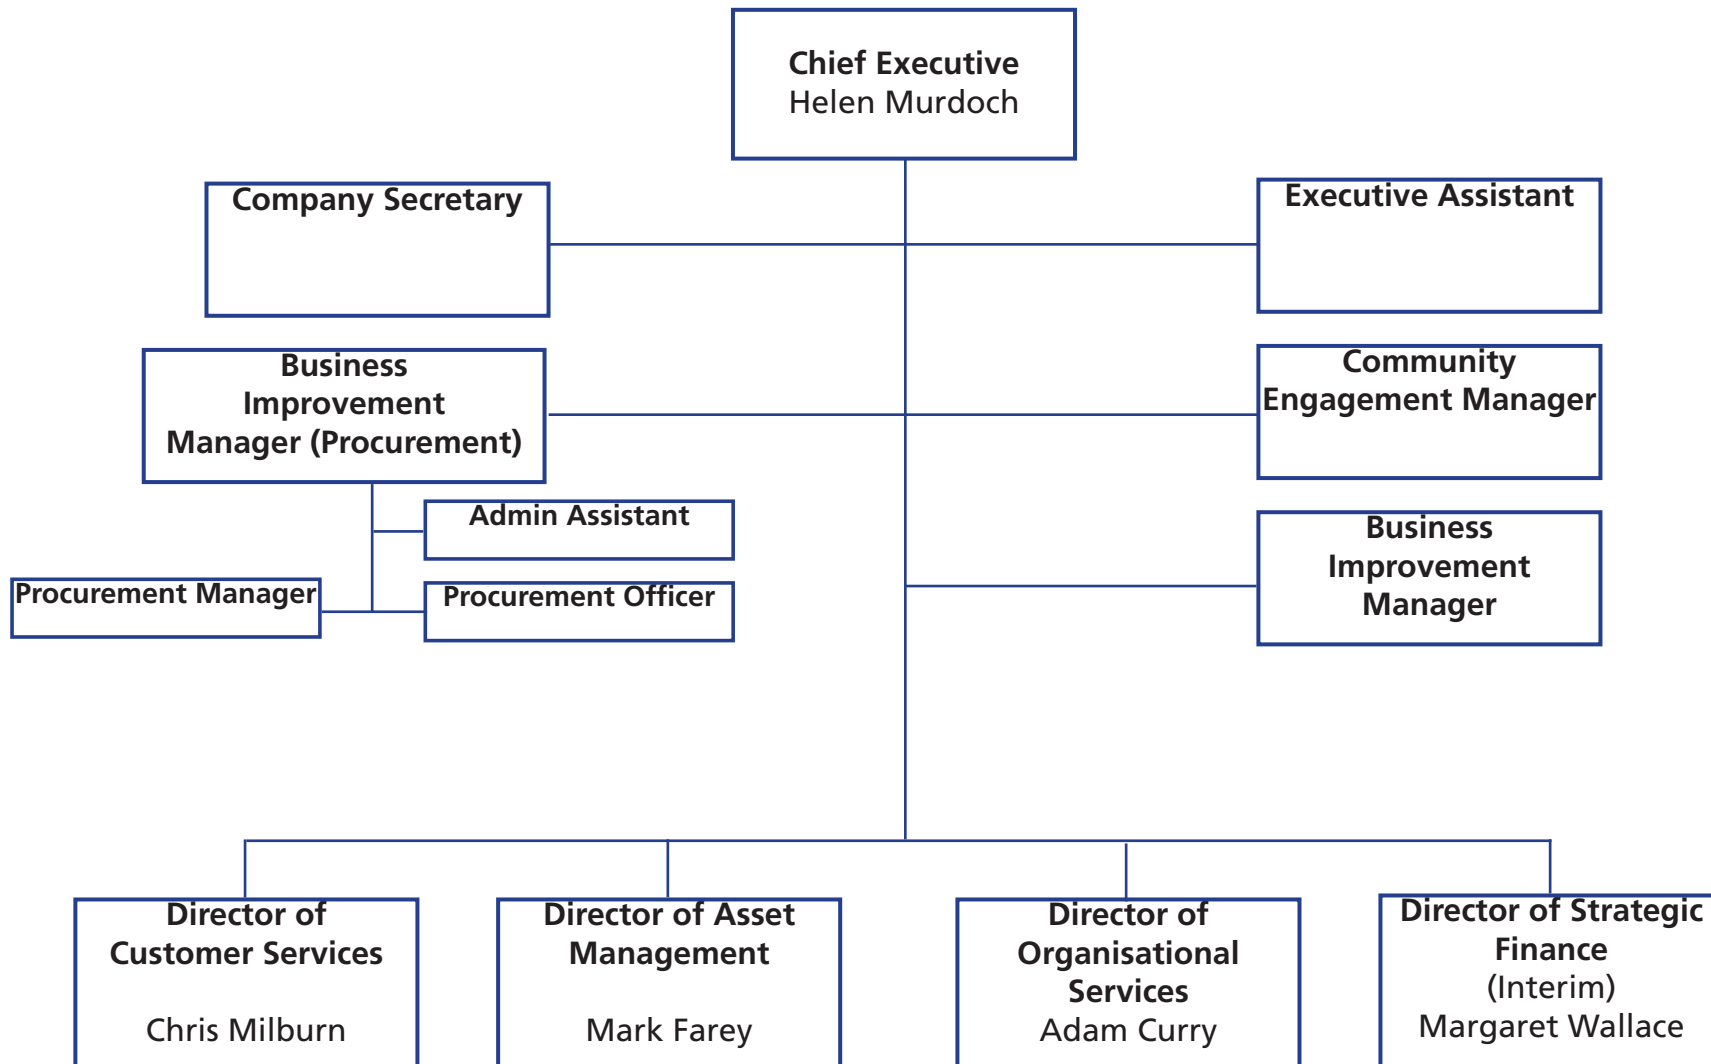 Chief Executive
Helen Murdoch
Company Secretary
Executive Assistant
Business
Improvement
Manager (Procurement)
Community
Engagement Manager
Admin Assistant
Procurement Manager
Procurement Officer
Business
Improvement
Manager
Director of
Customer Services
Chris Milburn
Director of Asset
Management
Mark Farey
Director of
Organisational
Services
Adam Curry
Director of Strategic
Finance
(Interim)
Margaret Wallace